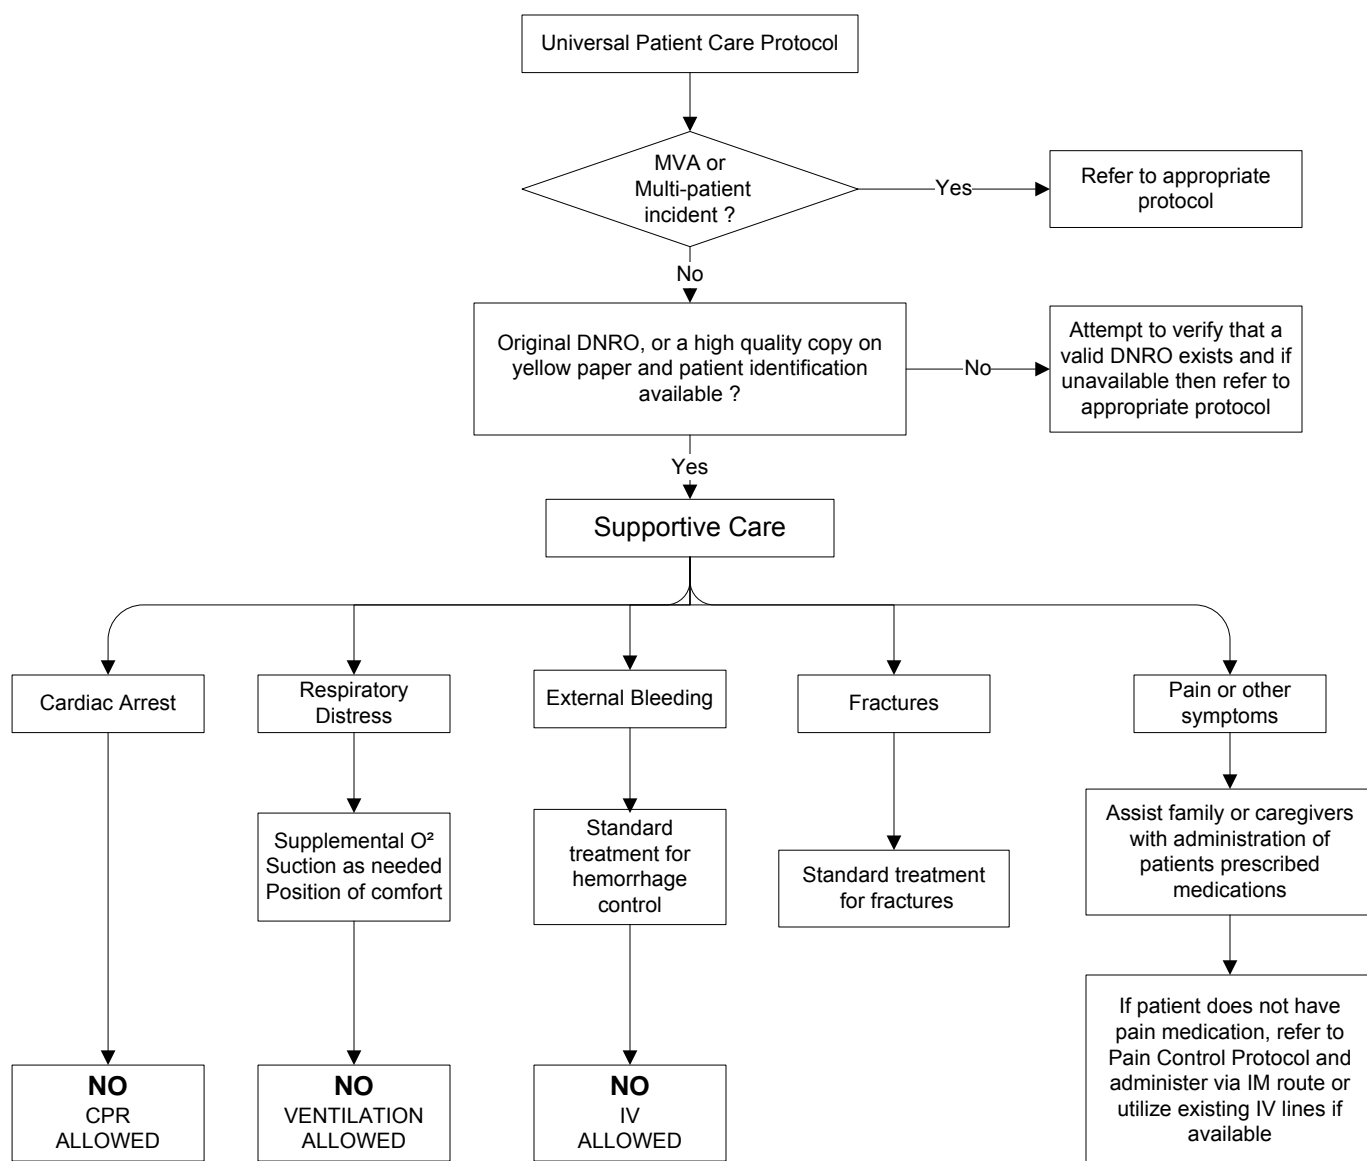 Universal Patient Care Protocol
MVA or
Multi-patient
incident ?
Yes
Refer to appropriate
protocol
No
Original DNRO, or a high quality copy on
yellow paper and patient identification
available ?
No
Attempt to verify that a
valid DNRO exists and if
unavailable then refer to
appropriate protocol
Yes
Supportive Care
Cardiac Arrest
Respiratory
Distress
External Bleeding
Fractures
Pain or other
symptoms
Supplemental O²
Suction as needed
Position of comfort
Standard
treatment for
hemorrhage
control
Standard treatment
for fractures
Assist family or caregivers
with administration of
patients prescribed
medications
NO
CPR
ALLOWED
NO
VENTILATION
ALLOWED
NO
IV
ALLOWED
If patient does not have
pain medication, refer to
Pain Control Protocol and
administer via IM route or
utilize existing IV lines if
available